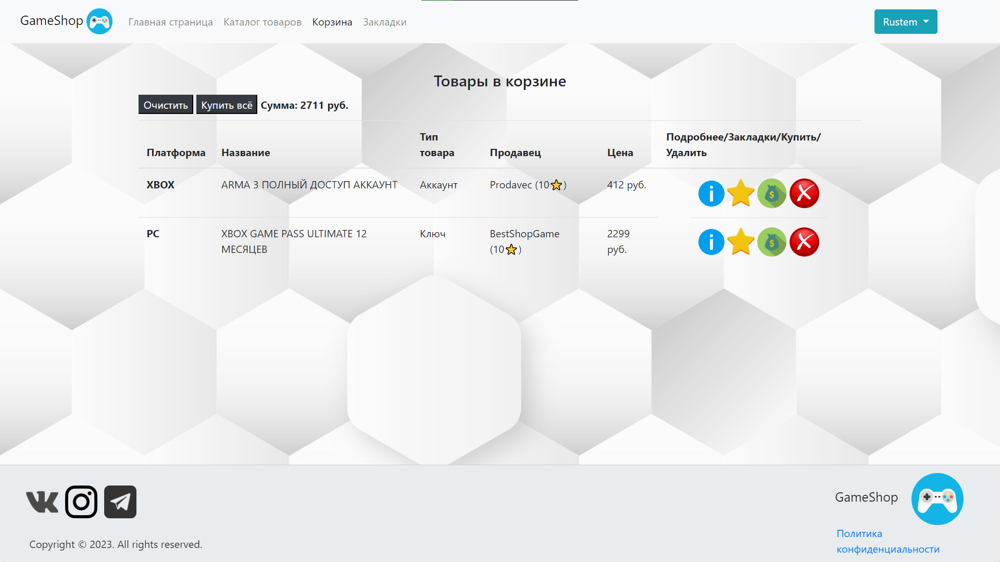 GameShop Главная страница Каталог товаров Корзина Закладки Rustem
Товары в корзине
Очистить Купить всё Сумма: 2711 руб.
Платформа Название Тип товара Продавец Цена Подробнее/Закладки/Купить/Удалить
XBOX ARMA 3 ПОЛНЫЙ ДОСТУП АККАУНТ Аккаунт Prodavec (10⭐) 412 руб.
PC XBOX GAME PASS ULTIMATE 12 МЕСЯЦЕВ Ключ BestShopGame (10⭐) 2299 руб.
GameShop
Политика
конфиденциальности
Copyright © 2023. All rights reserved.